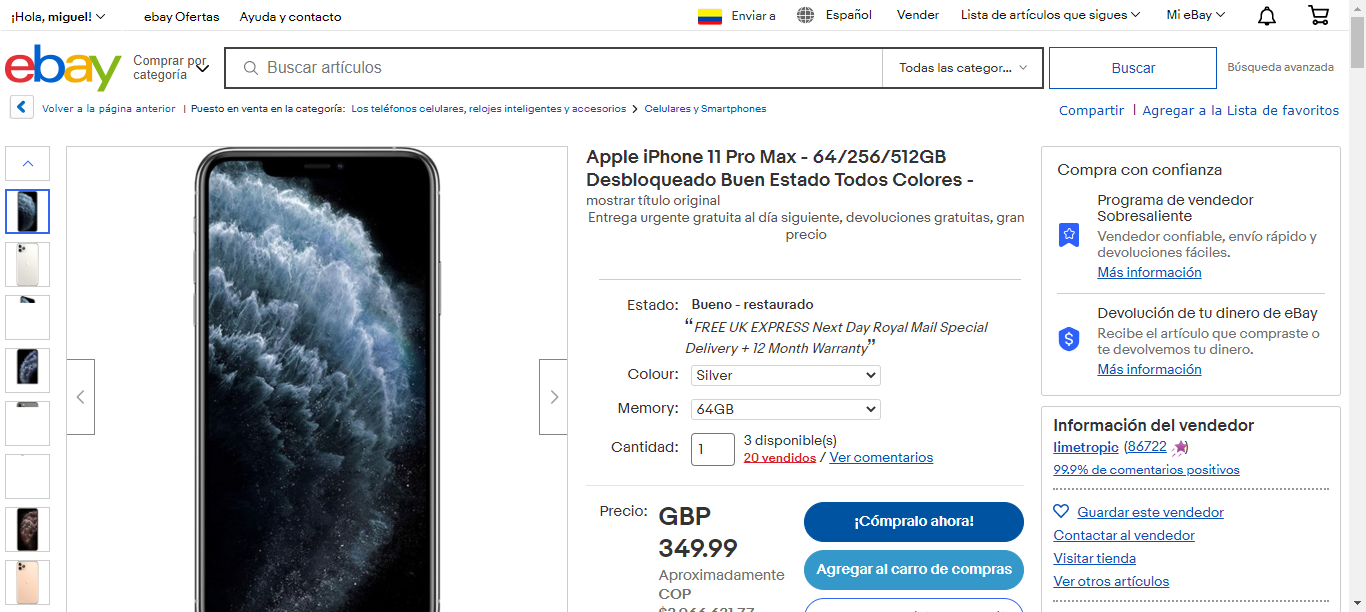 ¡Hola, miguel!
ebay Ofertas
Ayuda y contacto
Enviar a
Español
Vender
Lista de artículos que sigues
Mi eBay
ebay
Comprar por
categoría
Buscar artículos
Todas las categor...
Buscar
Búsqueda avanzada
Volver a la página anterior | Puesto en venta en la categoría: Los teléfonos celulares, relojes inteligentes y accesorios > Celulares y Smartphones
Compartir | Agregar a la Lista de favoritos
Apple iPhone 11 Pro Max - 64/256/512GB
Desbloqueado Buen Estado Todos Colores -
mostrar título original
Entrega urgente gratuita al día siguiente, devoluciones gratuitas, gran
precio
Estado: Bueno - restaurado
“FREE UK EXPRESS Next Day Royal Mail Special
Delivery + 12 Month Warranty”
Colour: Silver
Memory: 64GB
Cantidad: 1
3 disponible(s)
20 vendidos / Ver comentarios
Precio:
GBP
349.99
Aproximadamente
COP
¡Cómpralo ahora!
Agregar al carro de compras
Compra con confianza
Programa de vendedor
Sobresaliente
Vendedor confiable, envío rápido y
devoluciones fáciles.
Más información
Devolución de tu dinero de eBay
Recibe el artículo que compraste o
te devolvemos tu dinero.
Más información
Información del vendedor
limetropic (86722)
99.9% de comentarios positivos
Guardar este vendedor
Contactar al vendedor
Visitar tienda
Ver otros artículos